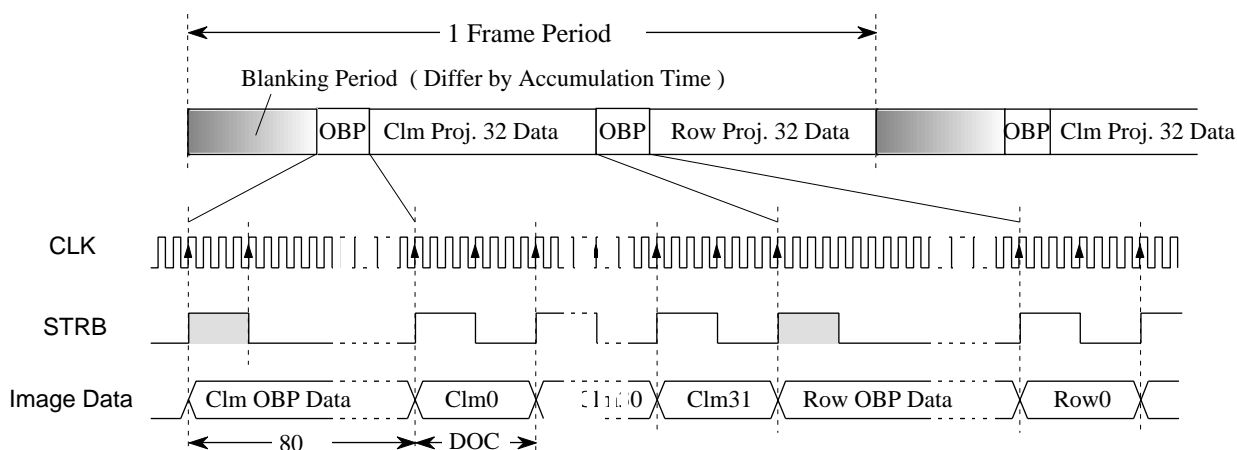 1 Frame Period
Blanking Period ( Differ by Accumulation Time )
OBP Clm Proj. 32 Data OBP Row Proj. 32 Data OBP Clm Proj. 32 Data
CLK
STRB
Image Data Clm OBP Data Clm0 Clm31 Row OBP Data Row0
80 DOC